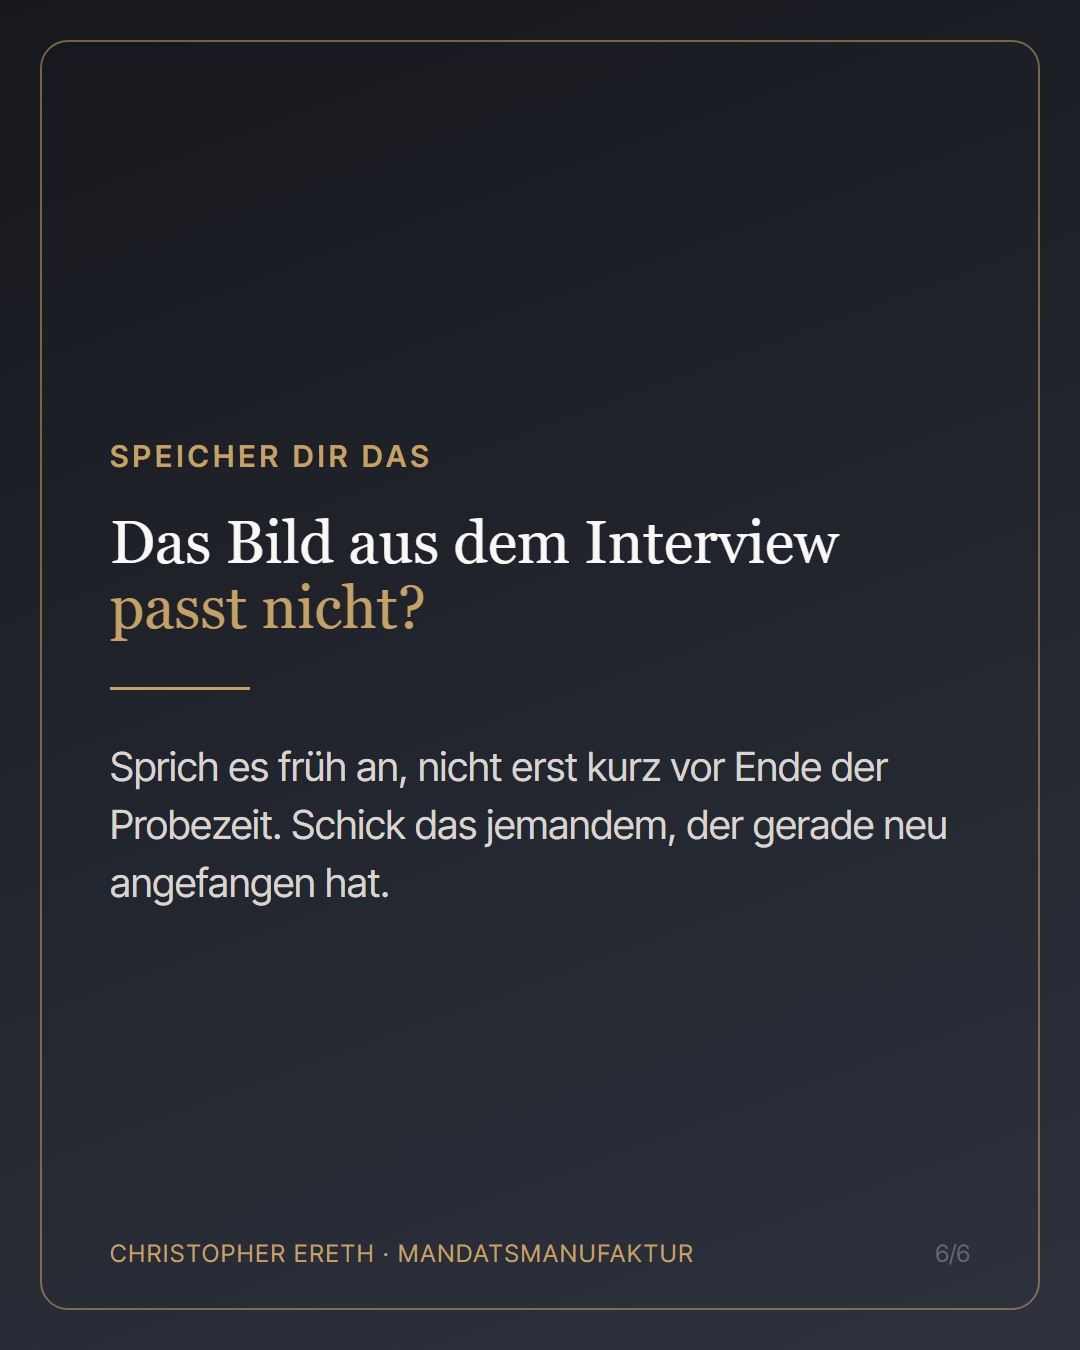 SPEICHER DIR DAS
Das Bild aus dem Interview
passt nicht?
Sprich es früh an, nicht erst kurz vor Ende der
Probezeit. Schick das jemandem, der gerade neu
angefangen hat.
CHRISTOPHER ERETH · MANDATSMANUFAKTUR
6/6